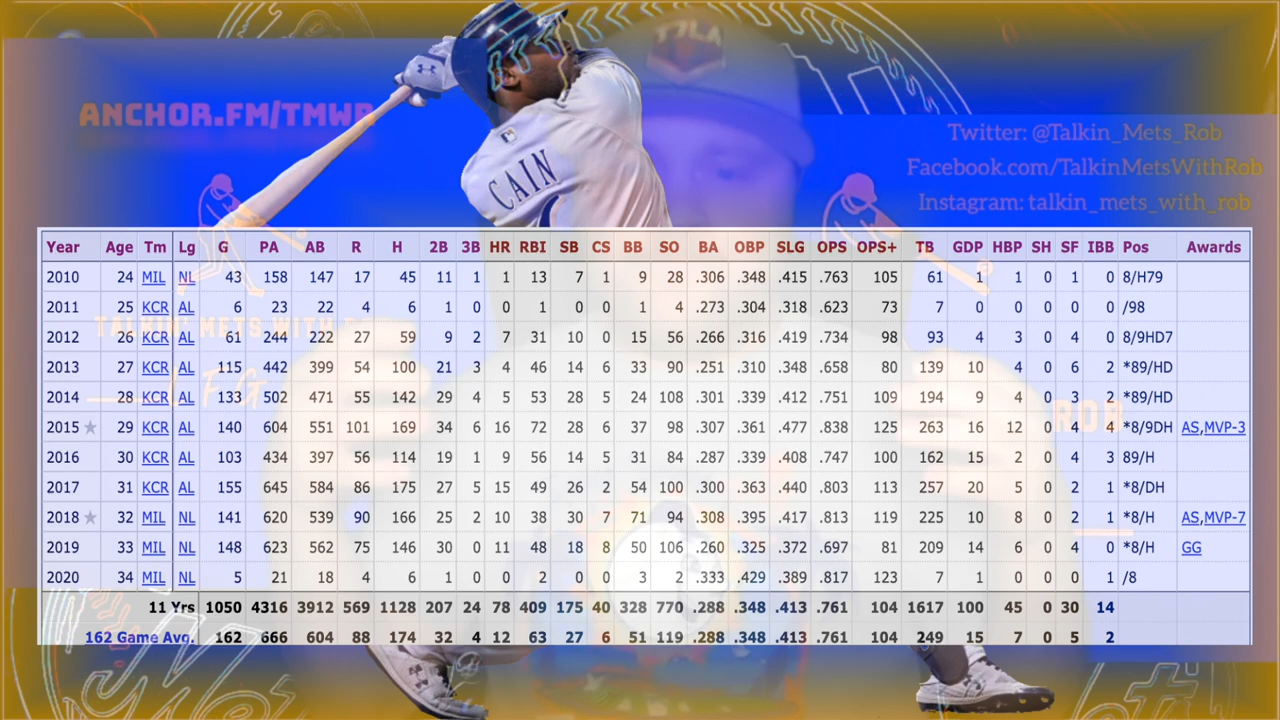 T7LA
ANCHOR.FM/TMWR
Twitter: @Talkin_Mets_Rob
Facebook.com/TalkinMetsWithRob
Instagram: talkin_mets_with_rob
CAIN
Year Age Tm Lg G PA AB R H 2B 3B HR RBI SB CS BB SO BA OBP SLG OPS OPS+ TB GDP HBP SH SF IBB Pos Awards
2010 24 MIL NL 43 158 147 17 45 11 1 1 13 7 1 9 28 .306 .348 .415 .763 105 61 1 1 0 1 0 8/H79
2011 25 KCR AL 6 23 22 4 6 1 0 0 1 0 0 1 4 .273 .304 .318 .623 73 7 0 0 0 0 0 /98
TALKIN' METS WITH
2012 26 KCR AL 61 244 222 27 59 9 2 7 31 10 0 15 56 .266 .316 .419 .734 98 93 4 3 0 4 0 8/9HD7
2013 27 KCR AL 115 442 399 54 100 21 3 4 46 14 6 33 90 .251 .310 .348 .658 80 139 10 4 0 6 2 *89/HD
2014 28 KCR AL 133 502 471 55 142 29 4 5 53 28 5 24 108 .301 .339 .412 .751 109 194 9 4 0 3 2 *89/HD
ROB
2015 ★ 29 KCR AL 140 604 551 101 169 34 6 16 72 28 6 37 98 .307 .361 .477 .838 125 263 16 12 0 4 4 *8/9DH AS,MVP-3
2016 30 KCR AL 103 434 397 56 114 19 1 9 56 14 5 31 84 .287 .339 .408 .747 100 162 15 2 0 4 3 89/H
2017 31 KCR AL 155 645 584 86 175 27 5 15 49 26 2 54 100 .300 .363 .440 .803 113 257 20 5 0 2 1 *8/DH
2018 ★ 32 MIL NL 141 620 539 90 166 25 2 10 38 30 7 71 94 .308 .395 .417 .813 119 225 10 8 0 2 1 *8/H AS,MVP-7
2019 33 MIL NL 148 623 562 75 146 30 0 11 48 18 8 50 106 .260 .325 .372 .697 81 209 14 6 0 4 0 *8/H GG
2020 34 MIL NL 5 21 18 4 6 1 0 0 2 0 0 3 2 .333 .429 .389 .817 123 7 1 0 0 0 1 /8
11 Yrs 1050 4316 3912 569 1128 207 24 78 409 175 40 328 770 .288 .348 .413 .761 104 1617 100 45 0 30 14
162 Game Avg. 162 666 604 88 174 32 4 12 63 27 6 51 119 .288 .348 .413 .761 104 249 15 7 0 5 2